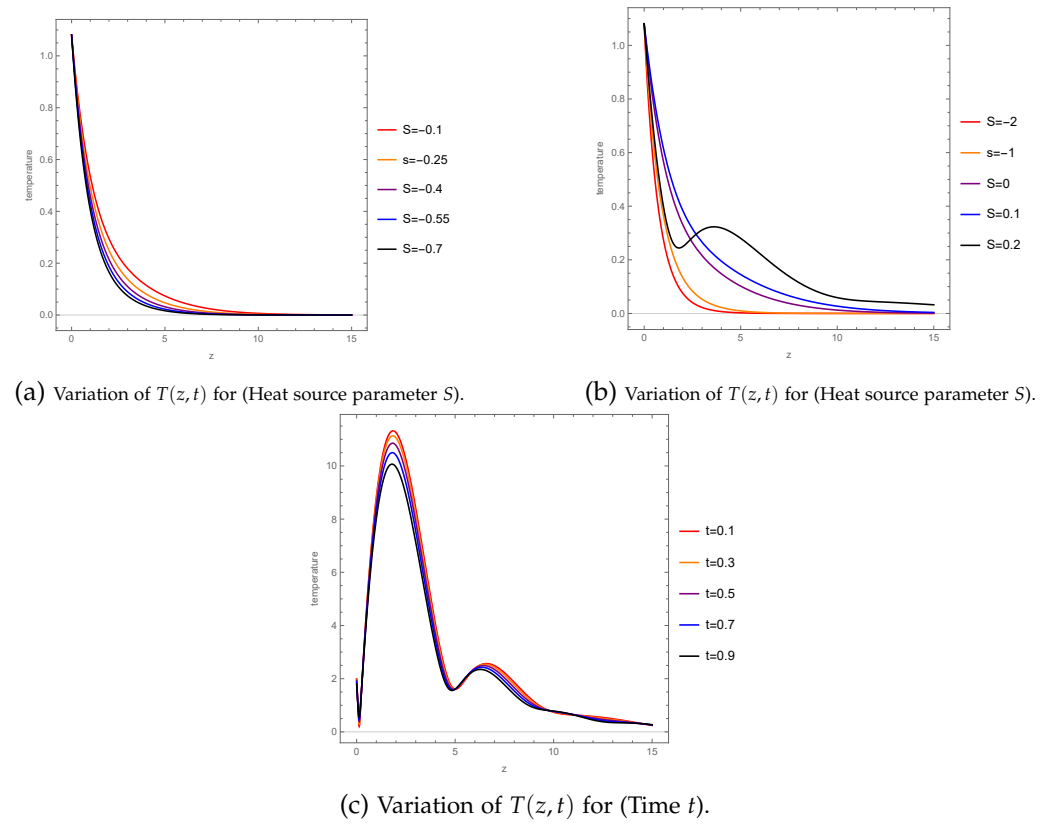 temperature
1.0
0.8
0.6
0.4
0.2
0.0
0
5
10
15
z
S=−0.1
s=−0.25
S=−0.4
S=−0.55
S=−0.7
(a) Variation of T(z, t) for (Heat source parameter S).
temperature
1.0
0.8
0.6
0.4
0.2
0.0
0
5
10
15
z
S=−2
s=−1
S=0
S=0.1
S=0.2
(b) Variation of T(z, t) for (Heat source parameter S).
temperature
10
8
6
4
2
0
0
5
10
15
z
t=0.1
t=0.3
t=0.5
t=0.7
t=0.9
(c) Variation of T(z, t) for (Time t).